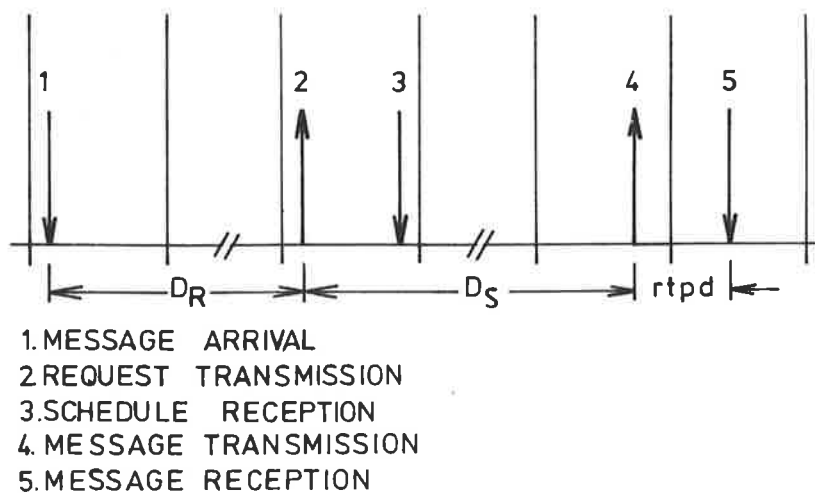 1 2 3 4 5
D_R D_S rtpd
1. MESSAGE ARRIVAL
2 REQUEST TRANSMISSION
3. SCHEDULE RECEPTION
4. MESSAGE TRANSMISSION
5. MESSAGE RECEPTION